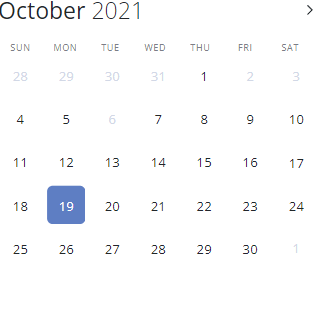 October 2021
SUN MON TUE WED THU FRI SAT
28 29 30 31 1 2 3
4 5 6 7 8 9 10
11 12 13 14 15 16 17
18 19 20 21 22 23 24
25 26 27 28 29 30 1